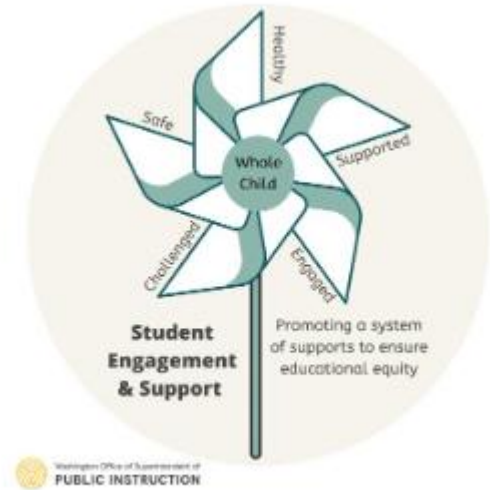 Healthy
Safe
Supported
Whole
Child
Challenged
Engaged
Student
Engagement
& Support
Promoting a system
of supports to ensure
educational equity
Washington Office of Superintendent of
PUBLIC INSTRUCTION